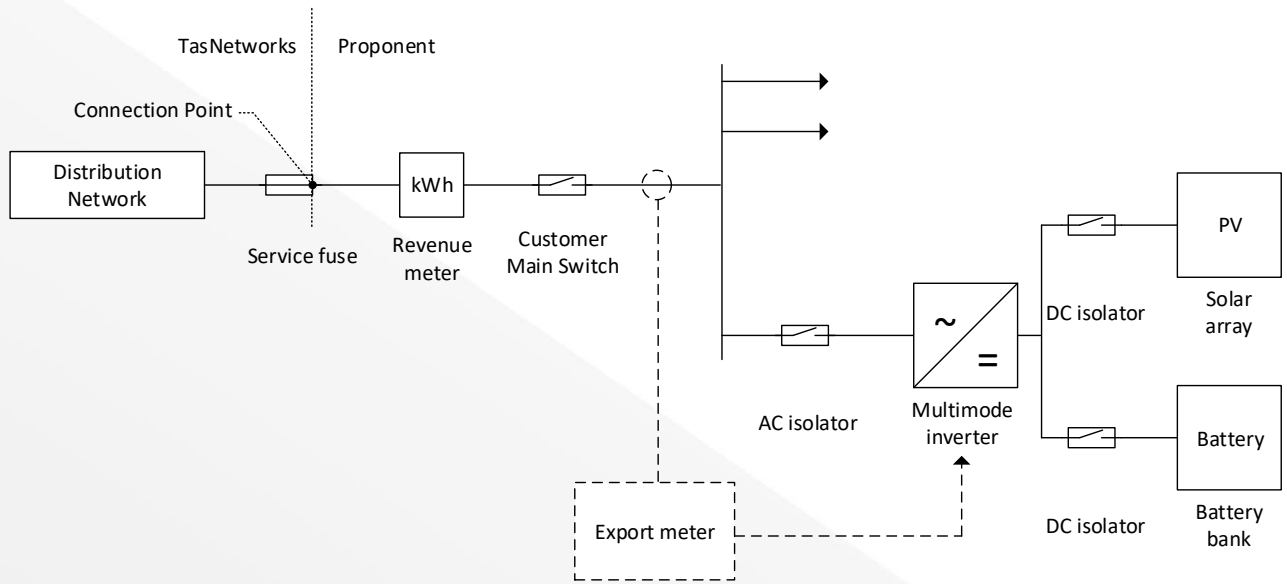 TasNetworks
Proponent
Connection Point
Distribution
Network
kWh
Service fuse
Revenue
meter
Customer
Main Switch
PV
Solar
array
DC isolator
~
=
Multimode
inverter
AC isolator
Battery
Battery
bank
DC isolator
Export meter